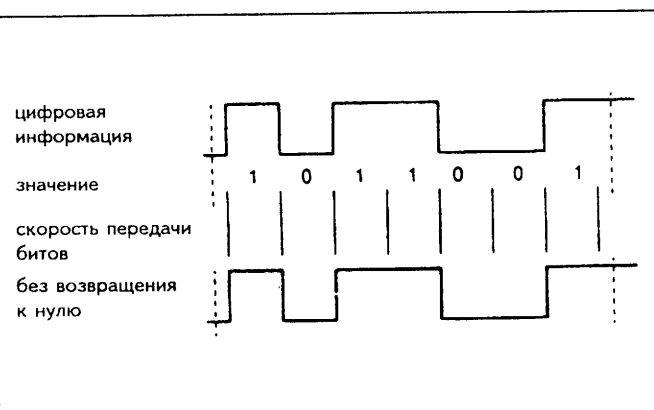 цифровая
информация
значение
1 0 1 1 0 0 1
скорость передачи
битов
без возвращения
к нулю